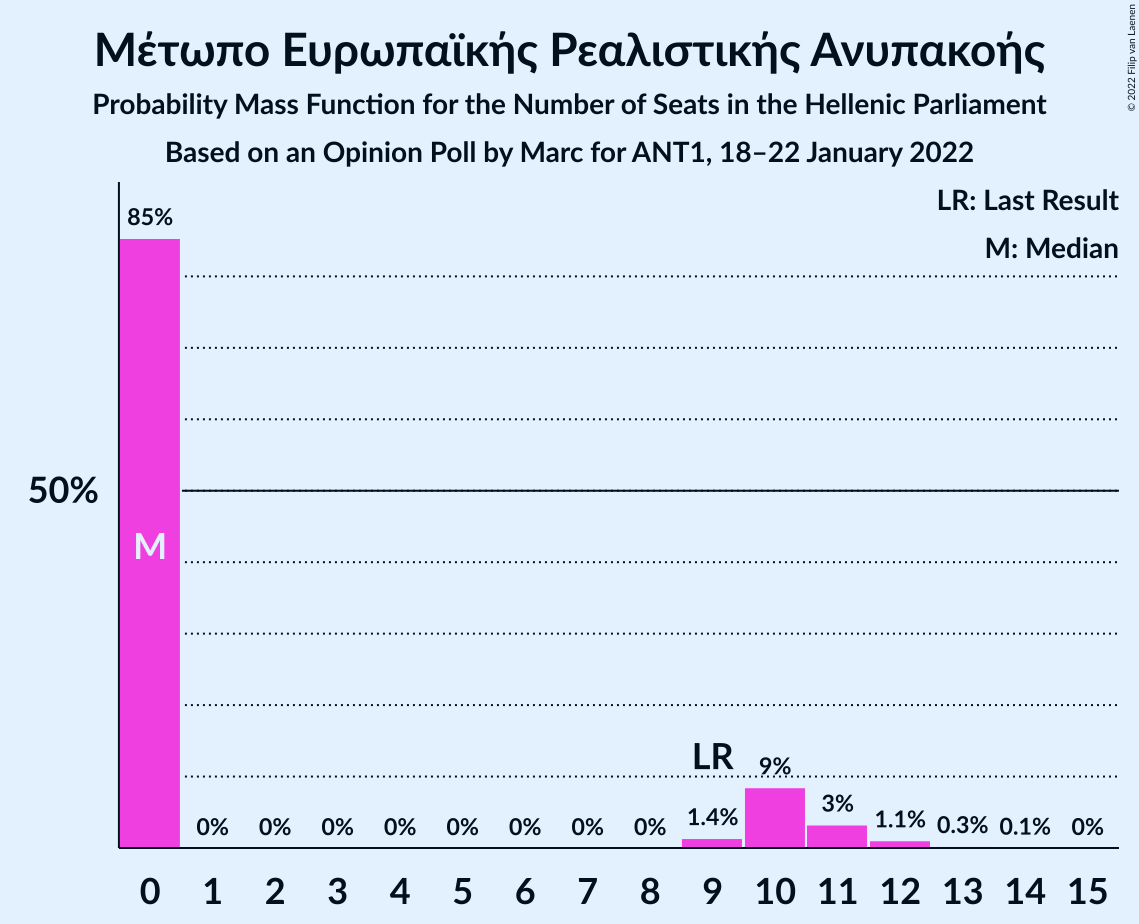 Μέτωπο Ευρωπαϊκής Ρεαλιστικής Ανυπακοής
Probability Mass Function for the Number of Seats in the Hellenic Parliament
Based on an Opinion Poll by Marc for ANT1, 18–22 January 2022
© 2022 Filip van Laenen
LR: Last Result
M: Median
85%
50%
M
LR
0% 0% 0% 0% 0% 0% 0% 0% 1.4% 9% 3% 1.1% 0.3% 0.1% 0%
0 1 2 3 4 5 6 7 8 9 10 11 12 13 14 15